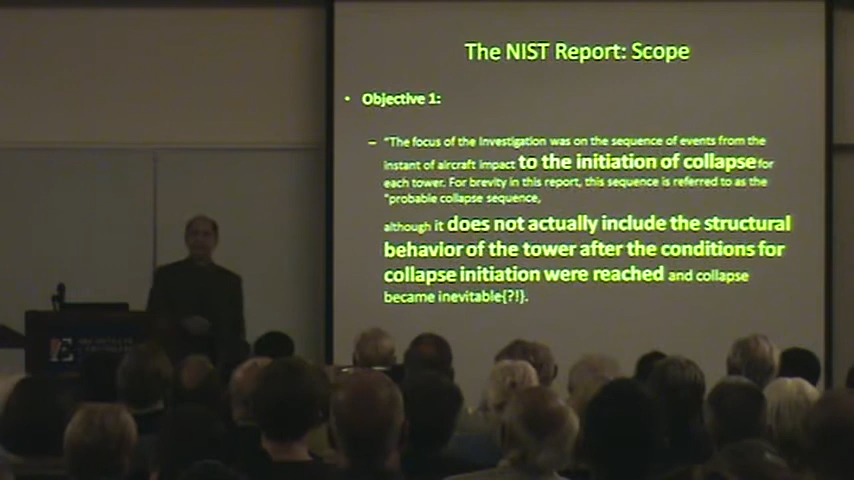 The NIST Report: Scope
• Objective 1:
– "The focus of the Investigation was on the sequence of events from the
instant of aircraft impact to the initiation of collapse for
each tower. For brevity in this report, this sequence is referred to as the
"probable collapse sequence,
although it does not actually include the structural
behavior of the tower after the conditions for
collapse initiation were reached and collapse
became inevitable{?!}.